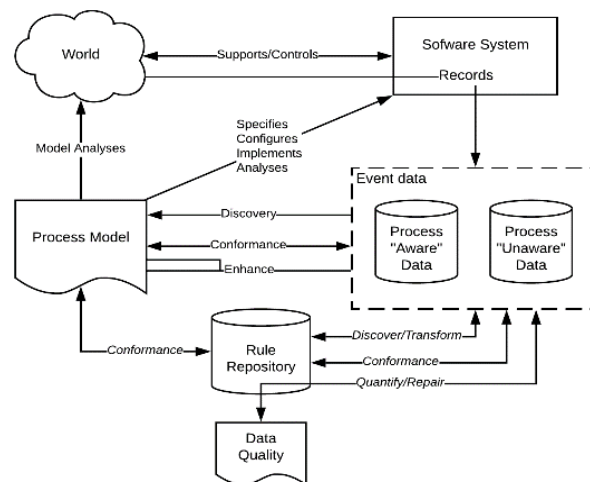 World
Supports/Controls
Sofware System
Records
Model Analyses
Specifies
Configures
Implements
Analyses
Event data
Process Model
Discovery
Conformance
Enhance
Process
"Aware"
Data
Process
"Unaware"
Data
Conformance
Rule
Repository
Discover/Transform
Conformance
Quantify/Repair
Data
Quality